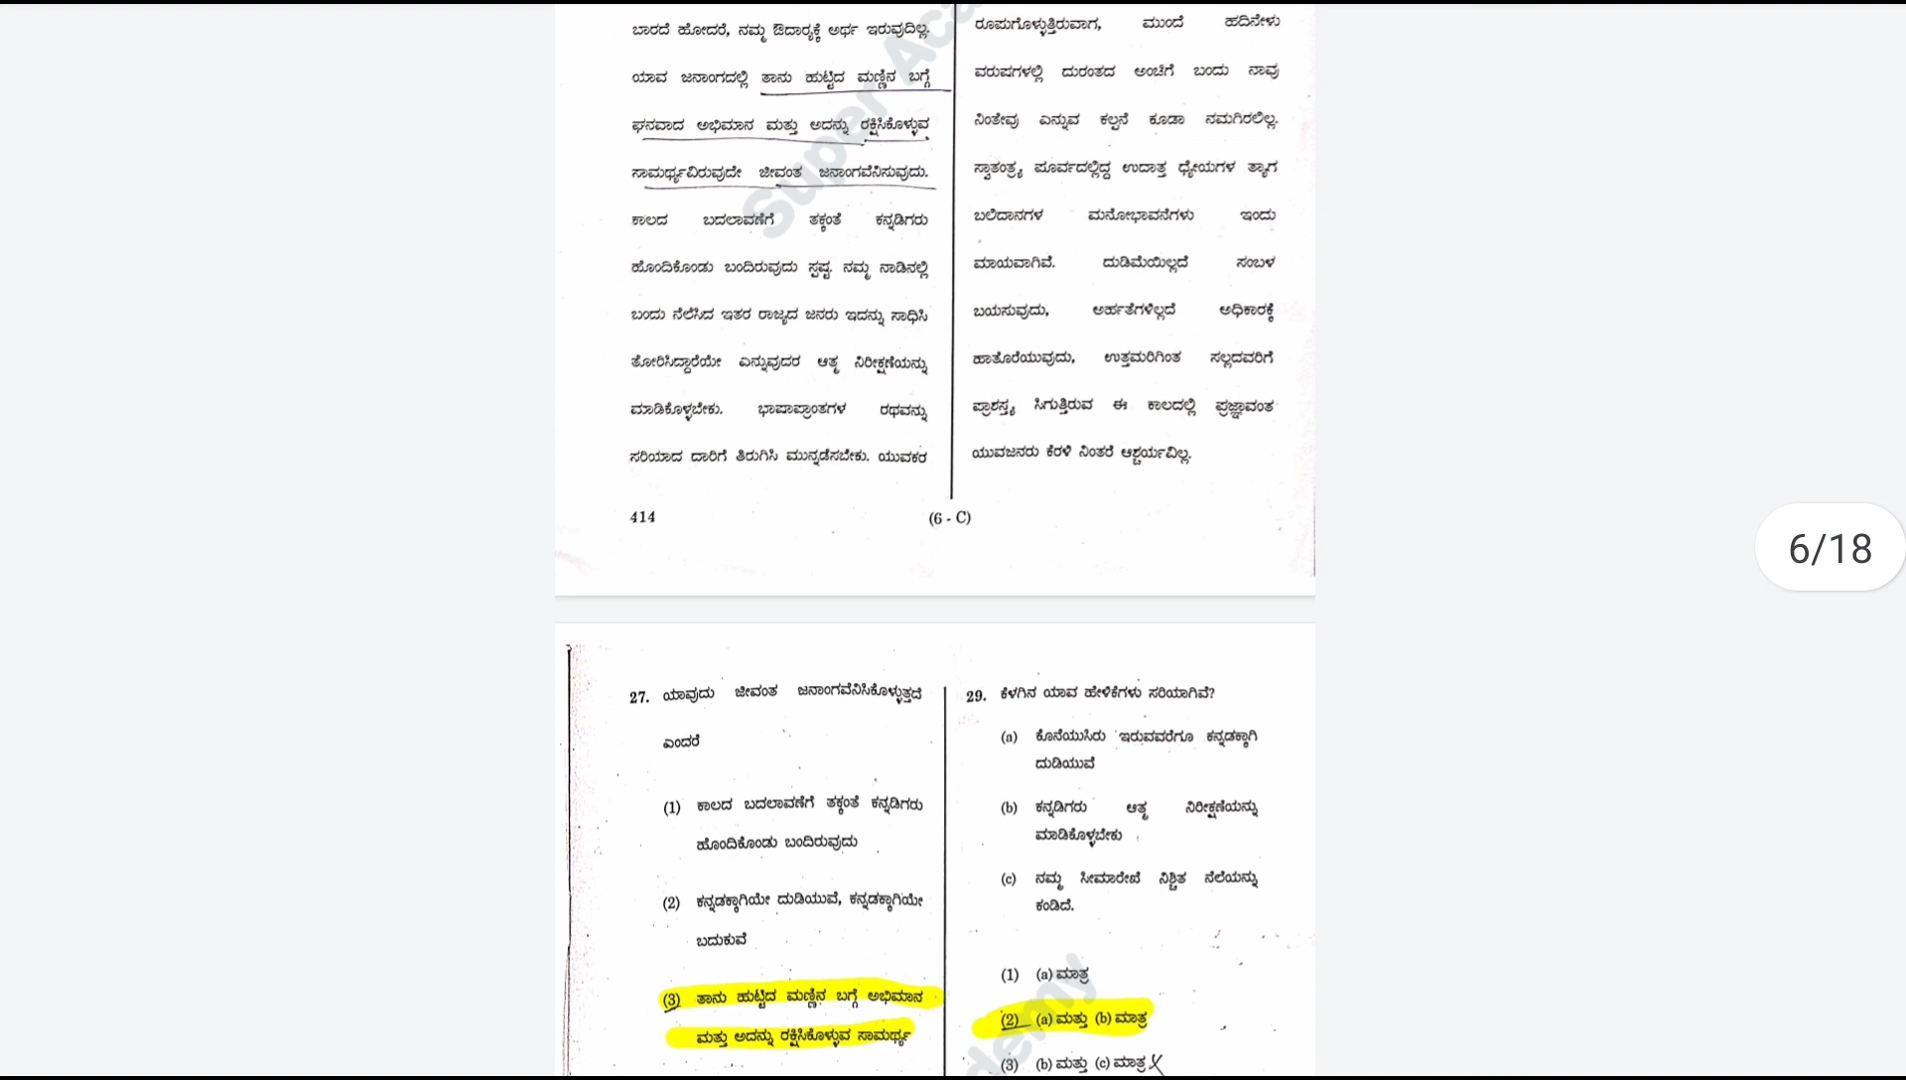 ಬಾರದೆ ಹೋದರೆ, ನಮ್ಮ ಔದಾರ್‍ಯಕ್ಕೆ ಅರ್ಥ ಇರುವುದಿಲ್ಲ.
ಯಾವ ಜನಾಂಗದಲ್ಲಿ ತಾನು ಹುಟ್ಟಿದ ಮಣ್ಣಿನ ಬಗ್ಗೆ
ಘನವಾದ ಅಭಿಮಾನ ಮತ್ತು ಅದನ್ನು ರಕ್ಷಿಸಿಕೊಳ್ಳುವ
ಸಾಮರ್ಥ್ಯವಿರುವುದೇ ಜೀವಂತ ಜನಾಂಗವೆನಿಸುವುದು.
ಕಾಲದ ಬದಲಾವಣೆಗೆ ತಕ್ಕಂತೆ ಕನ್ನಡಿಗರು
ಹೊಂದಿಕೊಂಡು ಬಂದಿರುವುದು ಸ್ಪಷ್ಟ. ನಮ್ಮ ನಾಡಿನಲ್ಲಿ
ಬಂದು ನೆಲೆಸಿದ ಇತರ ರಾಜ್ಯದ ಜನರು ಇದನ್ನು ಸಾಧಿಸಿ
ತೋರಿಸಿದ್ದಾರೆಯೇ ಎನ್ನುವುದರ ಆತ್ಮ ನಿರೀಕ್ಷಣೆಯನ್ನು
ಮಾಡಿಕೊಳ್ಳಬೇಕು. ಭಾಷಾಪ್ರಾಂತಗಳ ರಥವನ್ನು
ಸರಿಯಾದ ದಾರಿಗೆ ತಿರುಗಿಸಿ ಮುನ್ನಡೆಸಬೇಕು. ಯುವಕರ
ರೂಪುಗೊಳ್ಳುತ್ತಿರುವಾಗ, ಮುಂದೆ ಹದಿನೇಳು
ವರುಷಗಳಲ್ಲಿ ದುರಂತದ ಅಂಚಿಗೆ ಬಂದು ನಾವು
ನಿಂತೇವು ಎನ್ನುವ ಕಲ್ಪನೆ ಕೂಡಾ ನಮಗಿರಲಿಲ್ಲ.
ಸ್ವಾತಂತ್ರ್ಯ ಪೂರ್ವದಲ್ಲಿದ್ದ ಉದಾತ್ತ ಧ್ಯೇಯಗಳ ತ್ಯಾಗ
ಬಲಿದಾನಗಳ ಮನೋಭಾವನೆಗಳು ಇಂದು
ಮಾಯವಾಗಿವೆ. ದುಡಿಮೆಯಿಲ್ಲದೆ ಸಂಬಳ
ಬಯಸುವುದು, ಅರ್ಹತೆಗಳಿಲ್ಲದೆ ಅಧಿಕಾರಕ್ಕೆ
ಹಾತೊರೆಯುವುದು, ಉತ್ತಮರಿಗಿಂತ ಸಲ್ಲದವರಿಗೆ
ಪ್ರಾಶಸ್ತ್ಯ ಸಿಗುತ್ತಿರುವ ಈ ಕಾಲದಲ್ಲಿ ಪ್ರಜ್ಞಾವಂತ
ಯುವಜನರು ಕೆರಳಿ ನಿಂತರೆ ಆಶ್ಚರ್ಯವಿಲ್ಲ.
414
(6 - C)
6/18
27. ಯಾವುದು ಜೀವಂತ ಜನಾಂಗವೆನಿಸಿಕೊಳ್ಳುತ್ತದೆ
ಎಂದರೆ
(1) ಕಾಲದ ಬದಲಾವಣೆಗೆ ತಕ್ಕಂತೆ ಕನ್ನಡಿಗರು
ಹೊಂದಿಕೊಂಡು ಬಂದಿರುವುದು
(2) ಕನ್ನಡಕ್ಕಾಗಿಯೇ ದುಡಿಯುವೆ, ಕನ್ನಡಕ್ಕಾಗಿಯೇ
ಬದುಕುವೆ
(3) ತಾನು ಹುಟ್ಟಿದ ಮಣ್ಣಿನ ಬಗ್ಗೆ ಅಭಿಮಾನ
ಮತ್ತು ಅದನ್ನು ರಕ್ಷಿಸಿಕೊಳ್ಳುವ ಸಾಮರ್ಥ್ಯ
29. ಕೆಳಗಿನ ಯಾವ ಹೇಳಿಕೆಗಳು ಸರಿಯಾಗಿವೆ?
(a) ಕೊನೆಯುಸಿರು ಇರುವವರೆಗೂ ಕನ್ನಡಕ್ಕಾಗಿ
ದುಡಿಯುವೆ
(b) ಕನ್ನಡಿಗರು ಆತ್ಮ ನಿರೀಕ್ಷಣೆಯನ್ನು
ಮಾಡಿಕೊಳ್ಳಬೇಕು
(c) ನಮ್ಮ ಸೀಮಾರೇಖೆ ನಿಶ್ಚಿತ ನೆಲೆಯನ್ನು
ಕಂಡಿದೆ.
(1) (a) ಮಾತ್ರ
(2) (a) ಮತ್ತು (b) ಮಾತ್ರ
(3) (b) ಮತ್ತು (c) ಮಾತ್ರ